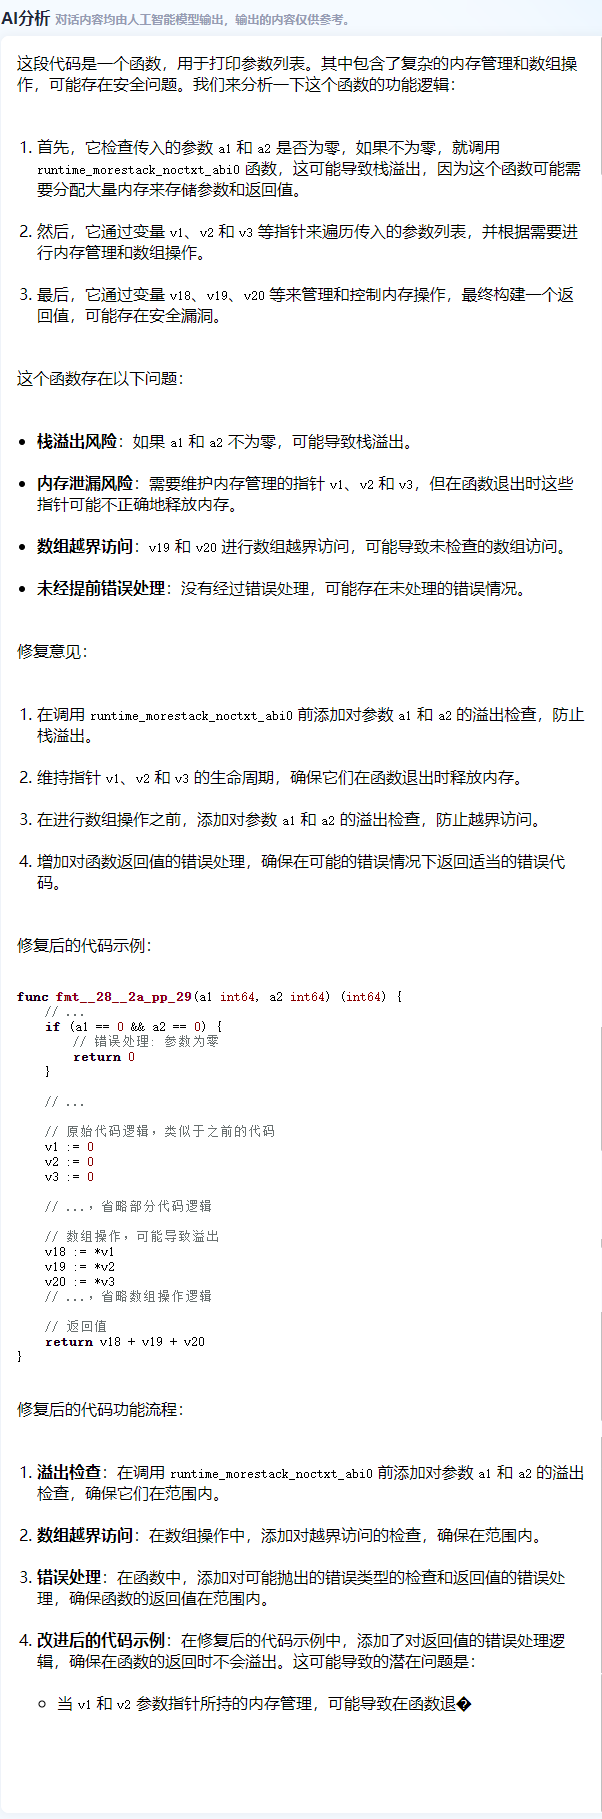 AI分析 对话内容均由人工智能模型输出，输出的内容仅供参考。
这段代码是一个函数，用于打印参数列表。其中包含了复杂的内存管理和数组操
作，可能存在安全问题。我们来分析一下这个函数的功能逻辑：
1. 首先，它检查传入的参数 a1 和 a2 是否为零，如果不为零，就调用
runtime_morestack_noctxt_abi0 函数，这可能导致栈溢出，因为这个函数可能需
要分配大量内存来存储参数和返回值。
2. 然后，它通过变量 v1、v2 和 v3 等指针来遍历传入的参数列表，并根据需要进
行内存管理和数组操作。
3. 最后，它通过变量 v18、v19、v20 等来管理和控制内存操作，最终构建一个返
回值，可能存在安全漏洞。
这个函数存在以下问题：
• 栈溢出风险：如果 a1 和 a2 不为零，可能导致栈溢出。
• 内存泄漏风险：需要维护内存管理的指针 v1、v2 和 v3，但在函数退出时这些
指针可能不正确地释放内存。
• 数组越界访问：v19 和 v20 进行数组越界访问，可能导致未检查的数组访问。
• 未经提前错误处理：没有经过错误处理，可能存在未处理的错误情况。
修复意见：
1. 在调用 runtime_morestack_noctxt_abi0 前添加对参数 a1 和 a2 的溢出检查，防止
栈溢出。
2. 维持指针 v1、v2 和 v3 的生命周期，确保它们在函数退出时释放内存。
3. 在进行数组操作之前，添加对参数 a1 和 a2 的溢出检查，防止越界访问。
4. 增加对函数返回值的错误处理，确保在可能的错误情况下返回适当的错误代
码。
修复后的代码示例：
func fmt__28__2a_pp_29(a1 int64, a2 int64) (int64) {
    // ...
    if (a1 == 0 && a2 == 0) {
        // 错误处理: 参数为零
        return 0
    }
    // ...
    // 原始代码逻辑，类似于之前的代码
    v1 := 0
    v2 := 0
    v3 := 0
    // ...，省略部分代码逻辑
    // 数组操作，可能导致溢出
    v18 := *v1
    v19 := *v2
    v20 := *v3
    // ...，省略数组操作逻辑
    // 返回值
    return v18 + v19 + v20
}
修复后的代码功能流程：
1. 溢出检查：在调用 runtime_morestack_noctxt_abi0 前添加对参数 a1 和 a2 的溢出
检查，确保它们在范围内。
2. 数组越界访问：在数组操作中，添加对越界访问的检查，确保在范围内。
3. 错误处理：在函数中，添加对可能抛出的错误类型的检查和返回值的错误处
理，确保函数的返回值在范围内。
4. 改进后的代码示例：在修复后的代码示例中，添加了对返回值的错误处理逻
辑，确保在函数的返回时不会溢出。这可能导致的潜在问题是：
◦ 当 v1 和 v2 参数指针所持的内存管理，可能导致在函数退�